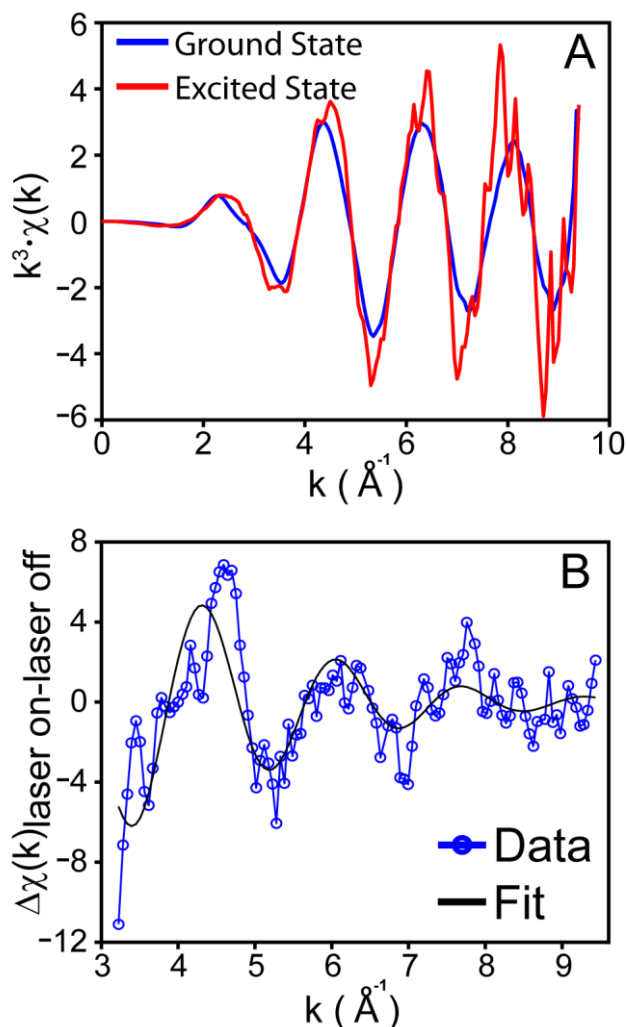 A
Ground State
Excited State
6
4
2
0
−2
−4
−6
k³·χ(k)
0 2 4 6 8 10
k ( Å⁻¹)
B
8
4
0
−4
−8
−12
Δχ(k)laser on-laser off
Data
Fit
3 4 5 6 7 8 9
k ( Å⁻¹)